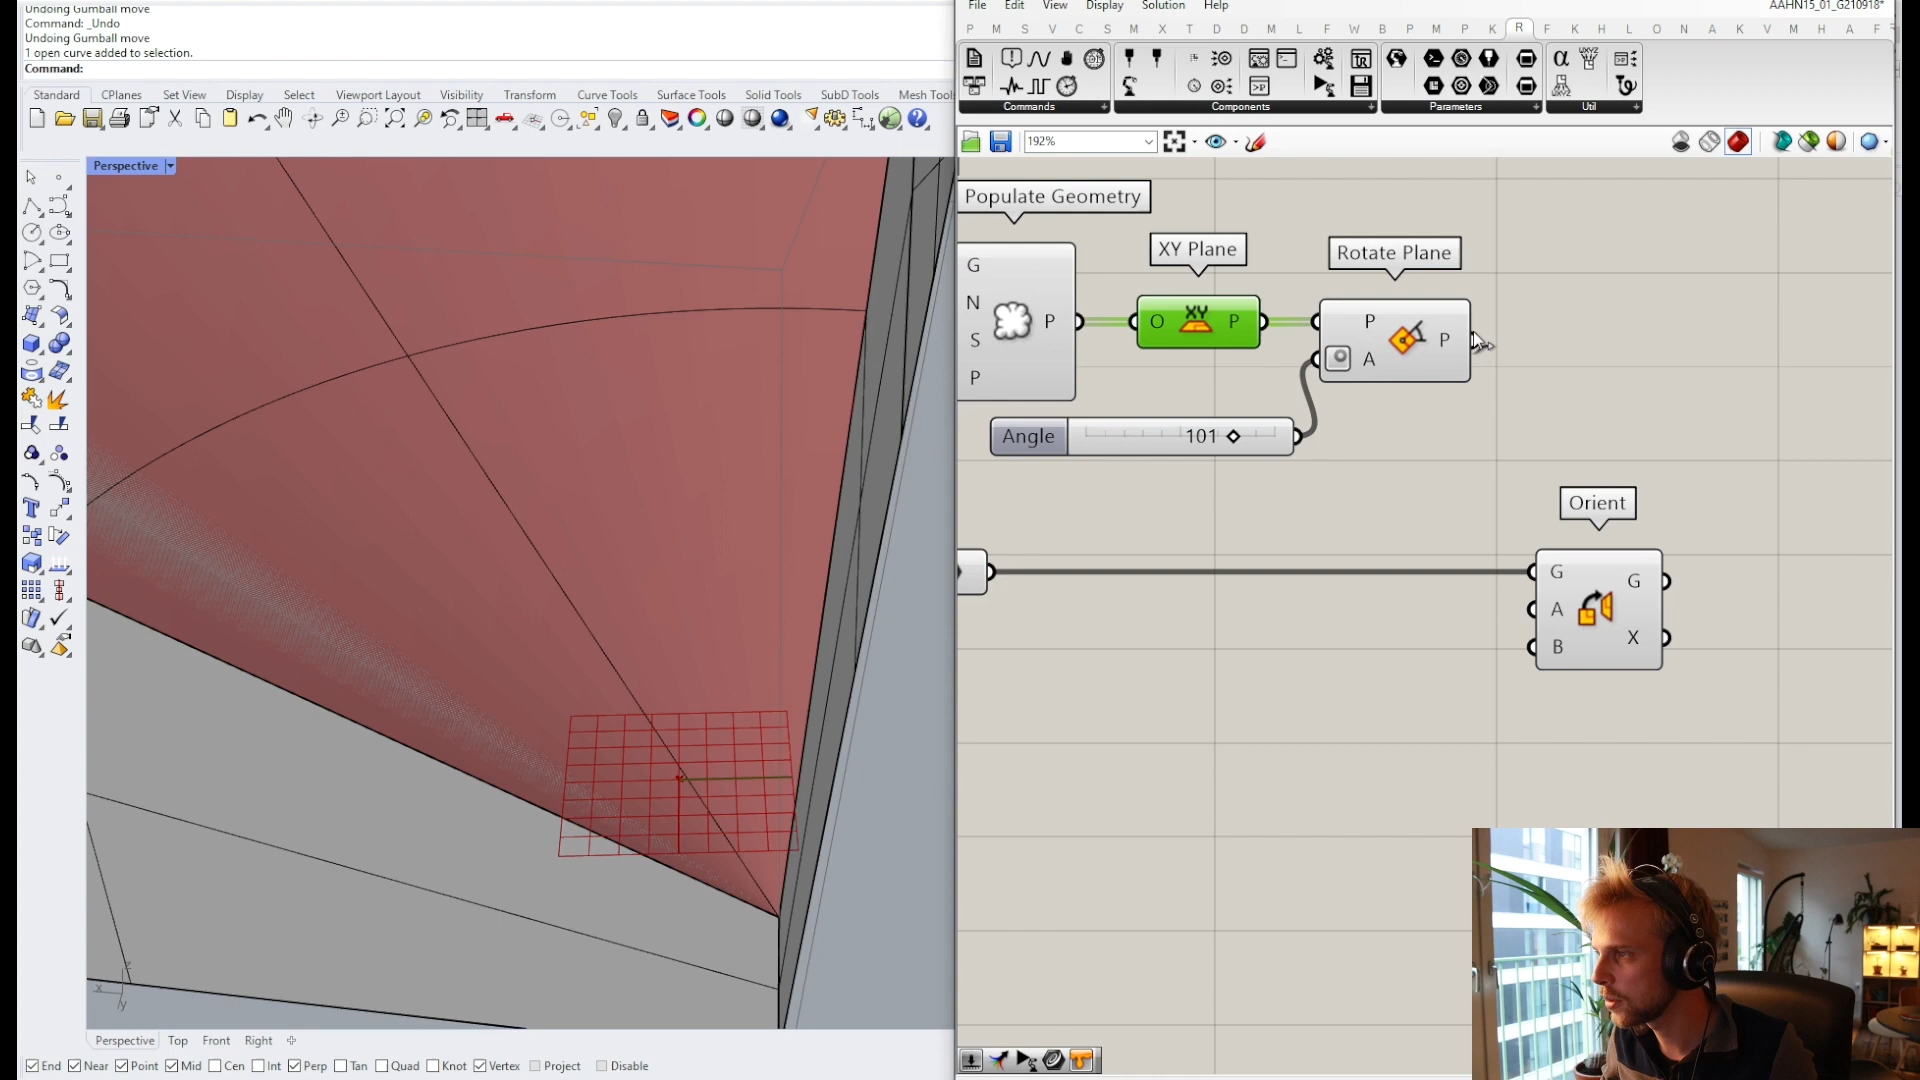 Undoing Gumball move
Command: _Undo
Undoing Gumball move
1 open curve added to selection.
Command:
Standard CPlanes Set View Display Select Viewport Layout Visibility Transform Curve Tools Surface Tools Solid Tools SubD Tools Mesh Tool
Perspective
Perspective Top Front Right
End Near Point Mid Cen Int Perp Tan Quad Knot Vertex Project Disable
File Edit View Display Solution Help
AAHN15_01_G210918*
P M S V C S M X T D D M L F W B P M P K R F K H L O N A K V M H A F
Commands Components Parameters Util
192%
Populate Geometry
G
N
S
P
P
XY Plane
O XY P
Rotate Plane
P
A
P
Angle 101
Orient
G
A
B
G
X
z
x
y